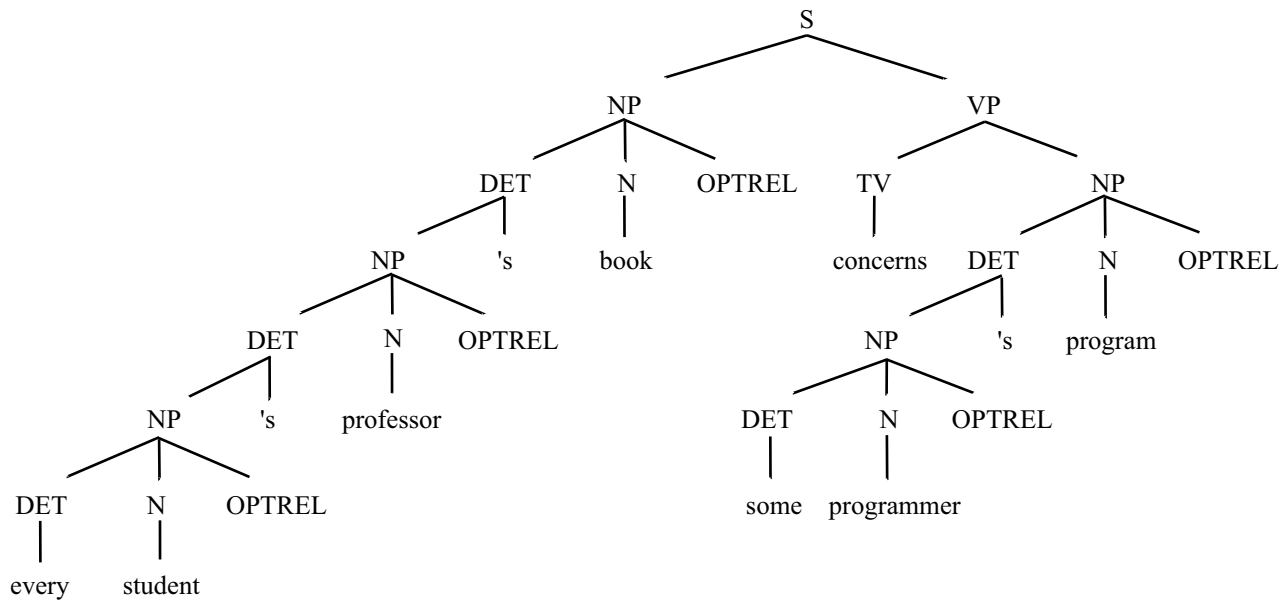 S
NP VP
DET N OPTREL TV NP
NP 's book concerns DET N OPTREL
DET N OPTREL NP 's program
NP 's professor DET N OPTREL
DET N OPTREL some programmer
every student